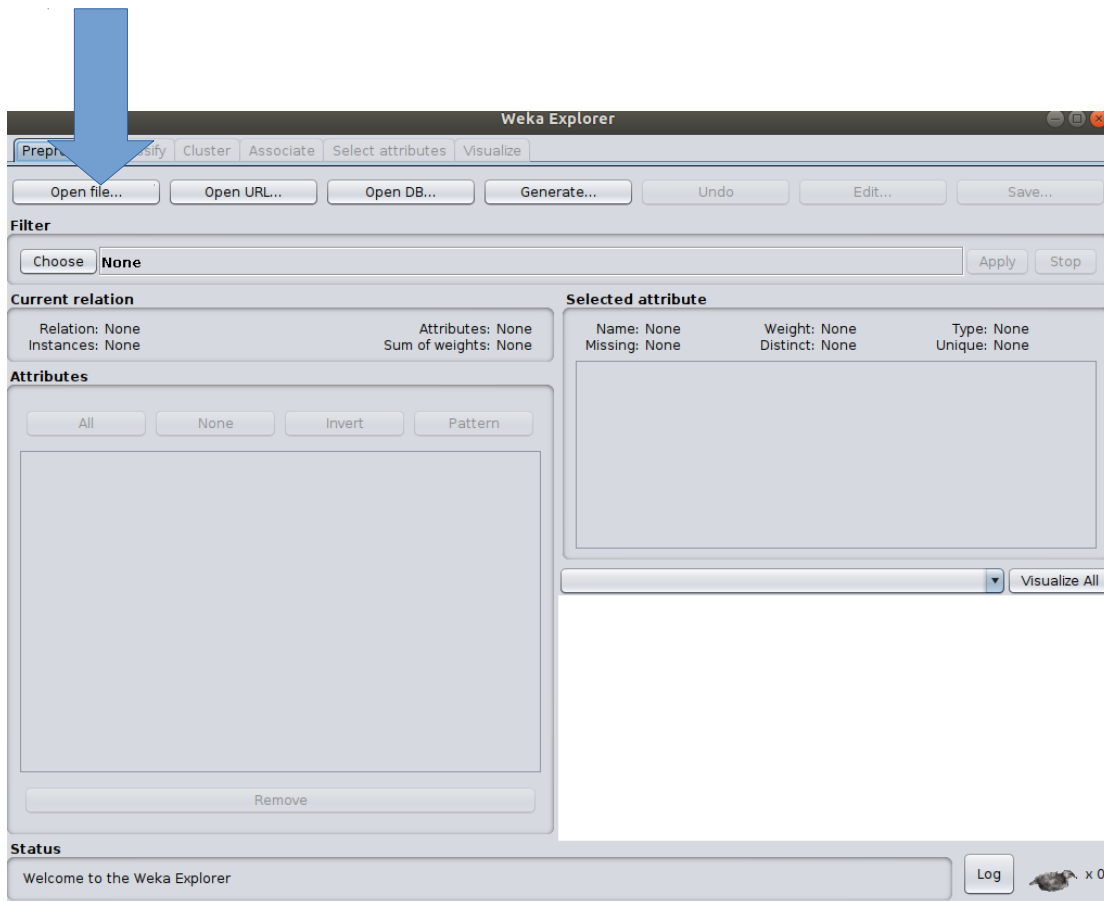 Weka Explorer
Cluster Associate Select attributes Visualize
Open file... Open URL... Open DB... Generate... Undo Edit... Save...
Filter
Choose None Apply Stop
Current relation
Relation: None Attributes: None
Instances: None Sum of weights: None
Selected attribute
Name: None Weight: None Type: None
Missing: None Distinct: None Unique: None
Attributes
All None Invert Pattern
Remove
Visualize All
Status
Welcome to the Weka Explorer
Log x 0